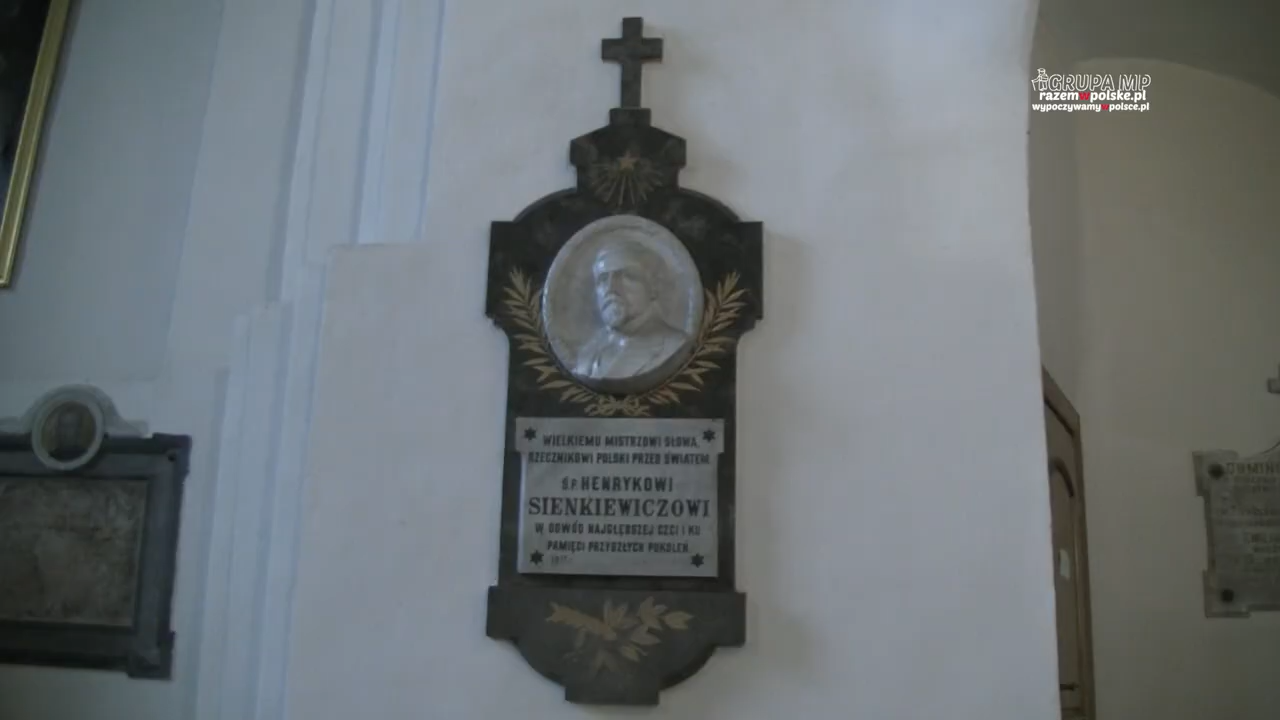 GRUPA MP
razemwpolske.pl
wypoczywamywpolsce.pl
WIELKIEMU MISTRZOWI SŁOWA
RZECZNIKOWI POLSKI PRZED ŚWIATEM
Ś.P. HENRYKOWI
SIENKIEWICZOWI
W DOWÓD NAJGŁĘBSZEJ CZCI I KU
PAMIĘCI PRZYSZŁYCH POKOLEŃ